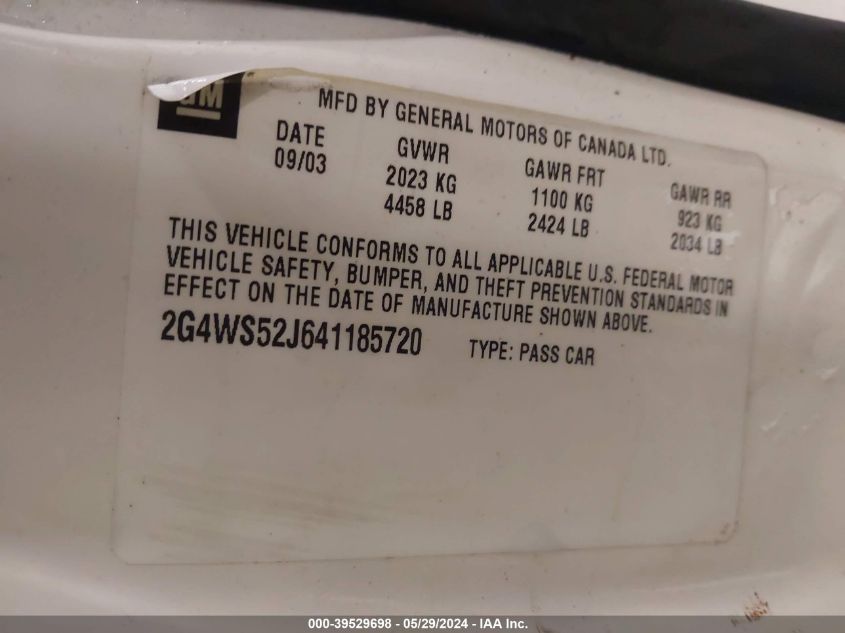 GM
MFD BY GENERAL MOTORS OF CANADA LTD.
DATE GVWR GAWR FRT GAWR RR
09/03 2023 KG 1100 KG 923 KG
4458 LB 2424 LB 2034 LB
THIS VEHICLE CONFORMS TO ALL APPLICABLE U.S. FEDERAL MOTOR
VEHICLE SAFETY, BUMPER, AND THEFT PREVENTION STANDARDS IN
EFFECT ON THE DATE OF MANUFACTURE SHOWN ABOVE.
2G4WS52J641185720 TYPE: PASS CAR
000-39529698 - 05/29/2024 - IAA Inc.